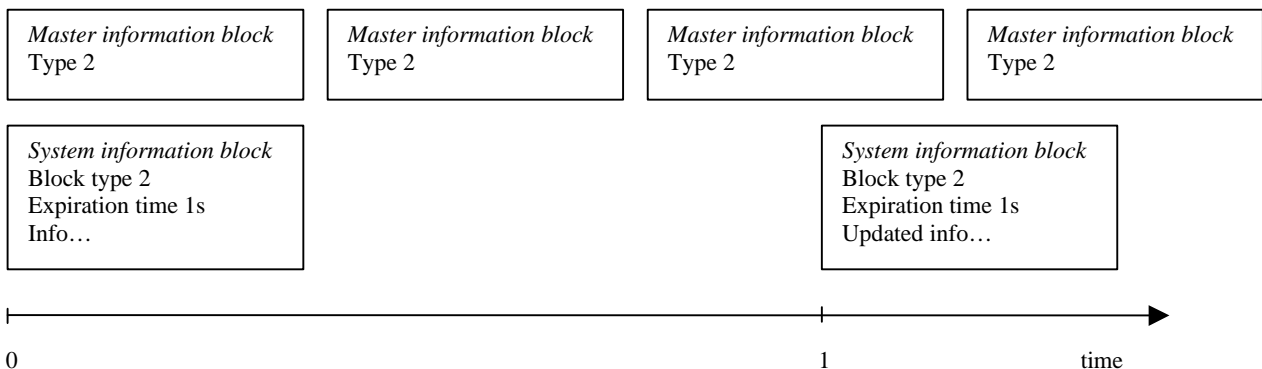 Master information block
Type 2
Master information block
Type 2
Master information block
Type 2
Master information block
Type 2
System information block
Block type 2
Expiration time 1s
Info…
System information block
Block type 2
Expiration time 1s
Updated info…
0
1
time